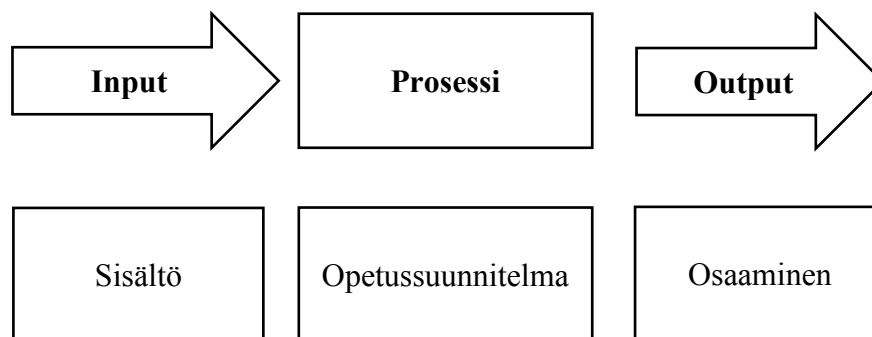 Input
Prosessi
Output
Sisältö
Opetussuunnitelma
Osaaminen